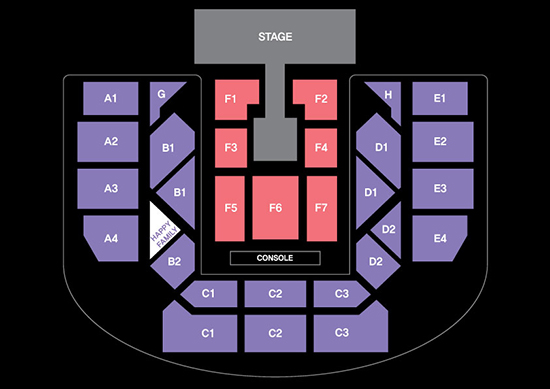 STAGE
A1
G
F1
F2
H
E1
A2
B1
F3
F4
D1
E2
A3
B1
F5
F6
F7
D1
E3
A4
HAPPY
FAMILY
D2
E4
B2
CONSOLE
D2
C1
C2
C3
C1
C2
C3